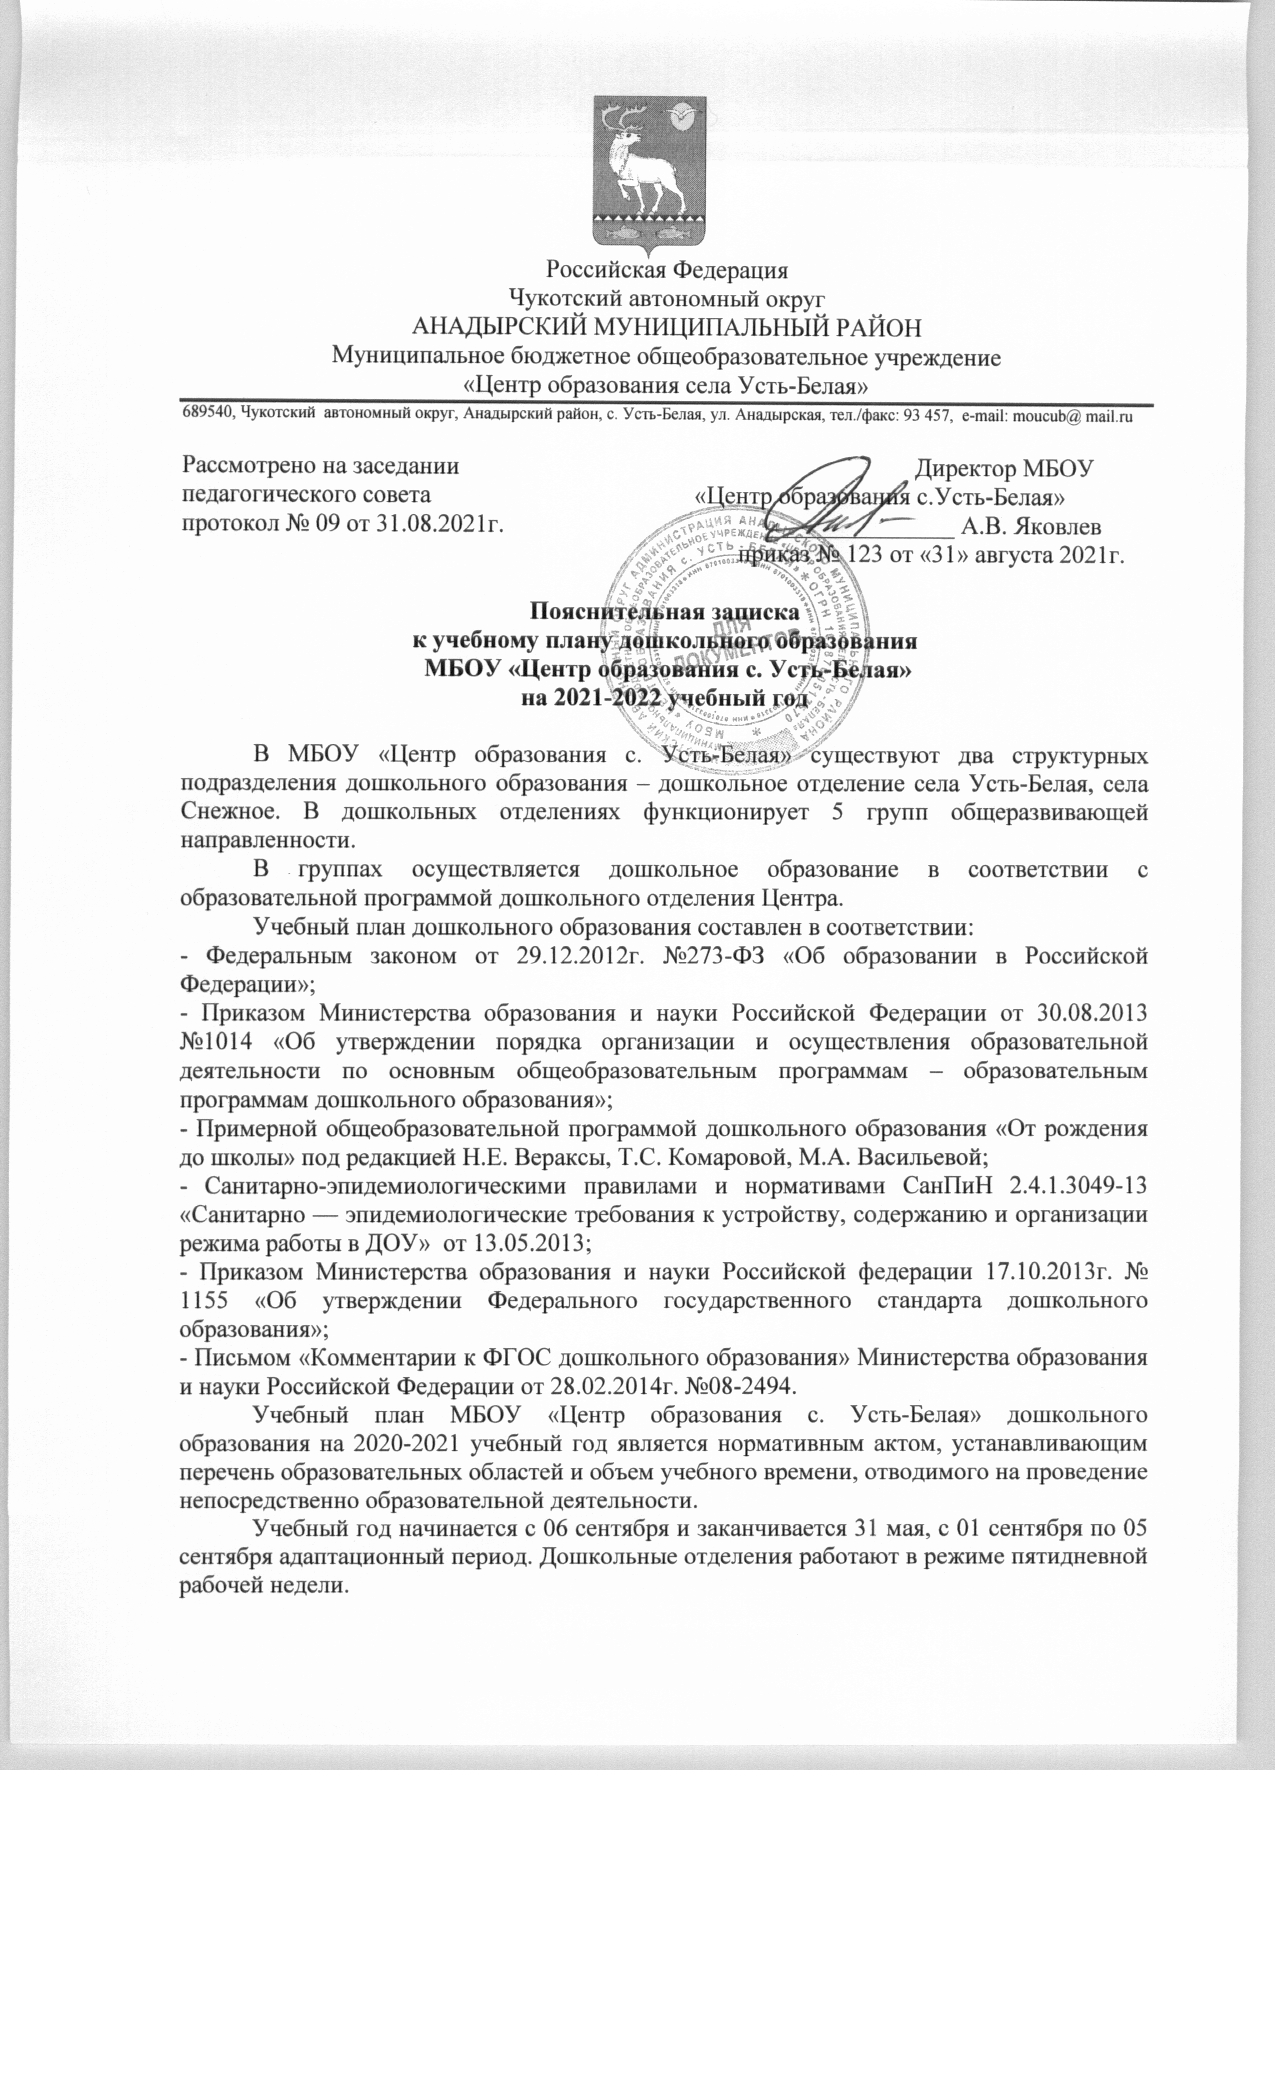 Российская Федерация
Чукотский автономный округ
АНАДЫРСКИЙ МУНИЦИПАЛЬНЫЙ РАЙОН
Муниципальное бюджетное общеобразовательное учреждение
«Центр образования села Усть-Белая»
689540, Чукотский автономный округ, Анадырский район, с. Усть-Белая, ул. Анадырская, тел./факс: 93 457, e-mail: moucub@ mail.ru
Рассмотрено на заседании
педагогического совета
протокол № 09 от 31.08.2021г.
Директор МБОУ
«Центр образования с.Усть-Белая»
____________ А.В. Яковлев
приказ № 123 от «31» августа 2021г.
ДЛЯ
ДОКУМЕНТОВ
Пояснительная записка
к учебному плану дошкольного образования
МБОУ «Центр образования с. Усть-Белая»
на 2021-2022 учебный год
В МБОУ «Центр образования с. Усть-Белая» существуют два структурных
подразделения дошкольного образования – дошкольное отделение села Усть-Белая, села
Снежное. В дошкольных отделениях функционирует 5 групп общеразвивающей
направленности.
В группах осуществляется дошкольное образование в соответствии с
образовательной программой дошкольного отделения Центра.
Учебный план дошкольного образования составлен в соответствии:
- Федеральным законом от 29.12.2012г. №273-ФЗ «Об образовании в Российской
Федерации»;
- Приказом Министерства образования и науки Российской Федерации от 30.08.2013
№1014 «Об утверждении порядка организации и осуществления образовательной
деятельности по основным общеобразовательным программам – образовательным
программам дошкольного образования»;
- Примерной общеобразовательной программой дошкольного образования «От рождения
до школы» под редакцией Н.Е. Вераксы, Т.С. Комаровой, М.А. Васильевой;
- Санитарно-эпидемиологическими правилами и нормативами СанПиН 2.4.1.3049-13
«Санитарно — эпидемиологические требования к устройству, содержанию и организации
режима работы в ДОУ» от 13.05.2013;
- Приказом Министерства образования и науки Российской федерации 17.10.2013г. №
1155 «Об утверждении Федерального государственного стандарта дошкольного
образования»;
- Письмом «Комментарии к ФГОС дошкольного образования» Министерства образования
и науки Российской Федерации от 28.02.2014г. №08-2494.
Учебный план МБОУ «Центр образования с. Усть-Белая» дошкольного
образования на 2020-2021 учебный год является нормативным актом, устанавливающим
перечень образовательных областей и объем учебного времени, отводимого на проведение
непосредственно образовательной деятельности.
Учебный год начинается с 06 сентября и заканчивается 31 мая, с 01 сентября по 05
сентября адаптационный период. Дошкольные отделения работают в режиме пятидневной
рабочей недели.